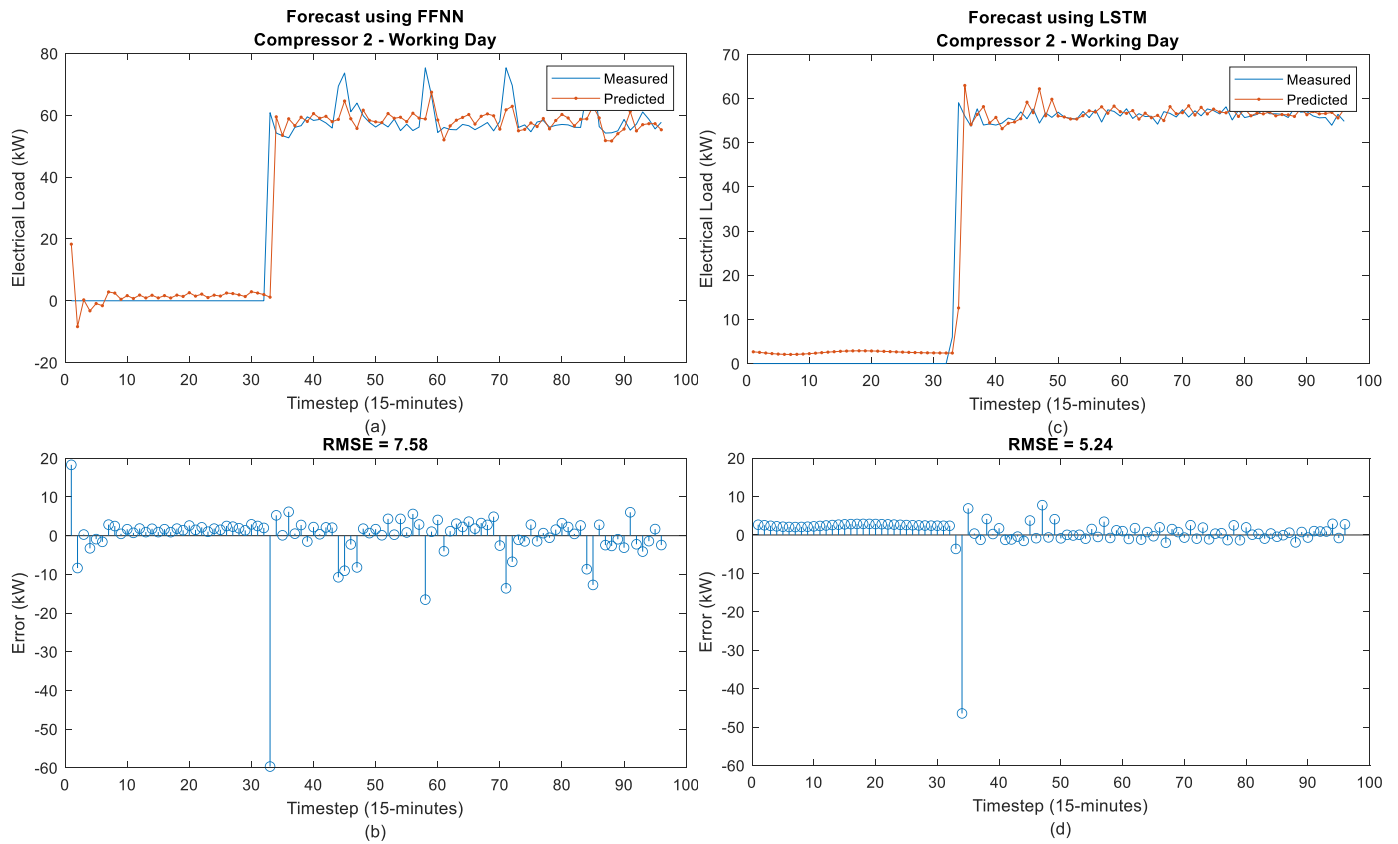 Forecast using FFNN
Compressor 2 - Working Day
Electrical Load (kW)
80
60
40
20
0
-20
Measured
Predicted
0 10 20 30 40 50 60 70 80 90 100
Timestep (15-minutes)
(a)
Forecast using LSTM
Compressor 2 - Working Day
Electrical Load (kW)
70
60
50
40
30
20
10
0
Measured
Predicted
0 10 20 30 40 50 60 70 80 90 100
Timestep (15-minutes)
(c)
RMSE = 7.58
Error (kW)
20
10
0
-10
-20
-30
-40
-50
-60
0 10 20 30 40 50 60 70 80 90 100
Timestep (15-minutes)
(b)
RMSE = 5.24
Error (kW)
20
10
0
-10
-20
-30
-40
-50
-60
0 10 20 30 40 50 60 70 80 90 100
Timestep (15-minutes)
(d)